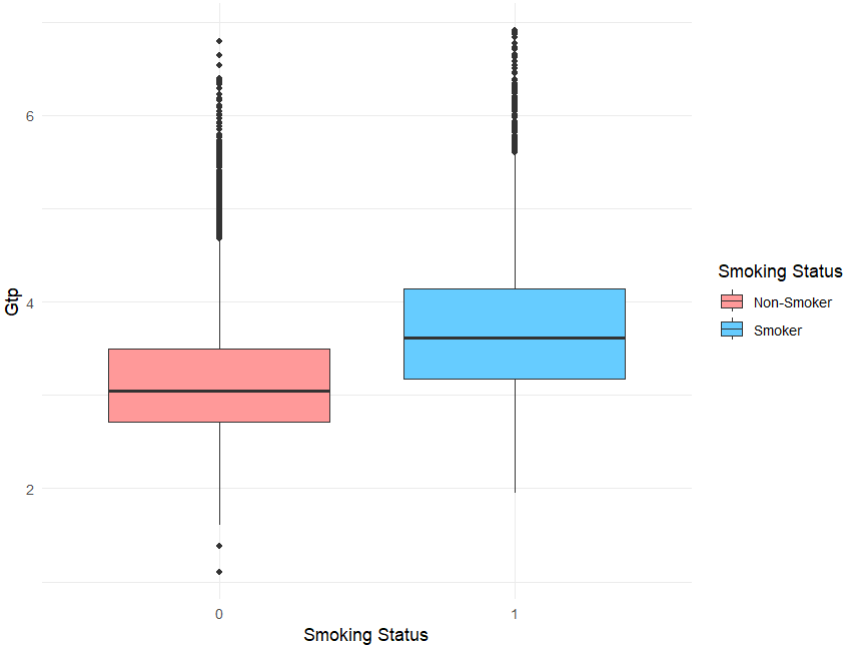 6
4
2
Gtp
0
1
Smoking Status
Smoking Status
Non-Smoker
Smoker